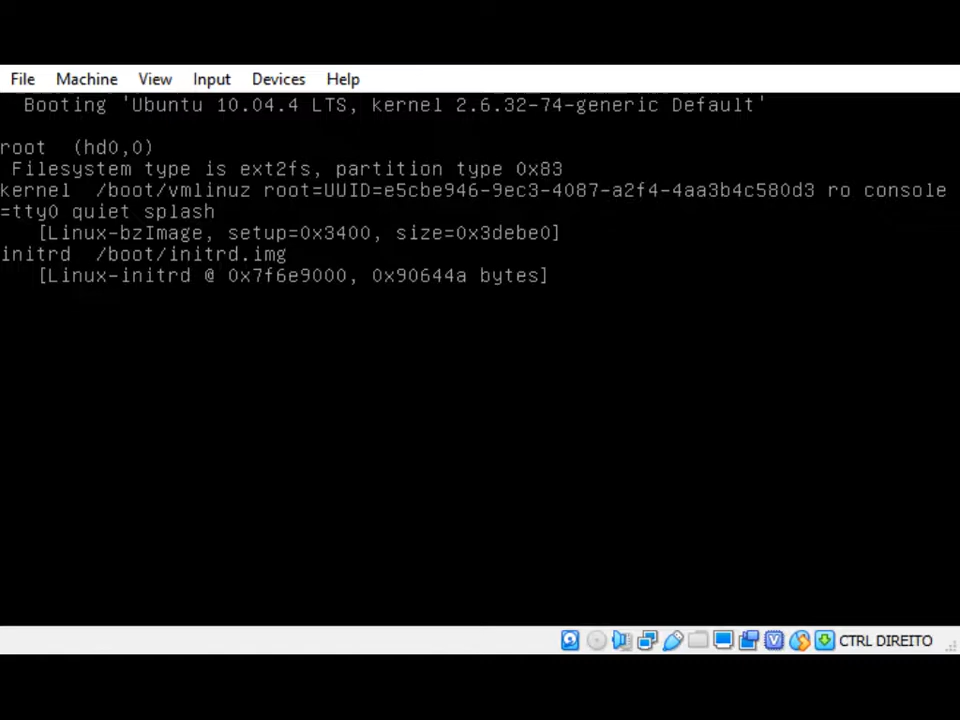 File Machine View Input Devices Help
Booting 'Ubuntu 10.04.4 LTS, kernel 2.6.32-74-generic Default'
root (hd0,0)
Filesystem type is ext2fs, partition type 0x83
kernel /boot/vmlinuz root=UUID=e5cbe946-9ec3-4087-a2f4-4aa3b4c580d3 ro console
=tty0 quiet splash
[Linux-bzImage, setup=0x3400, size=0x3debe0]
initrd /boot/initrd.img
[Linux-initrd @ 0x7f6e9000, 0x90644a bytes]
CTRL DIREITO